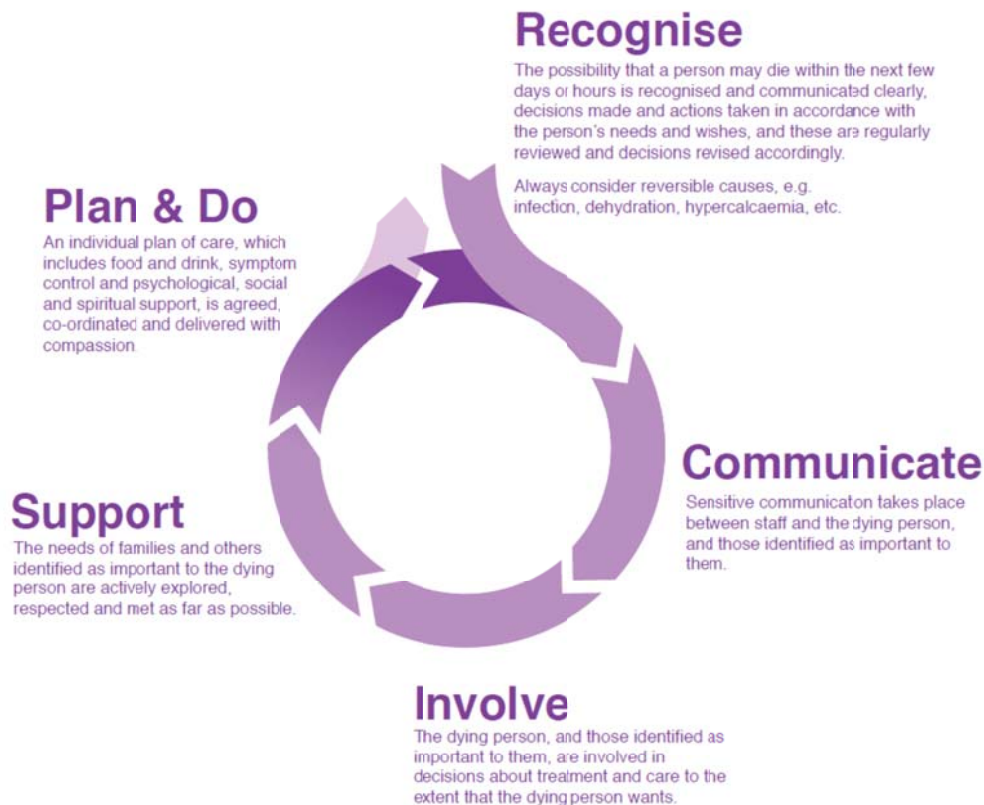 Recognise
The possibility that a person may die within the next few
days or hours is recognised and communicated clearly,
decisions made and actions taken in accordance with
the person's needs and wishes, and these are regularly
reviewed and decisions revised accordingly.
Always consider reversible causes, e.g.
infection, dehydration, hypercalcaemia, etc.
Communicate
Sensitive communicaton takes place
between staff and the dying person,
and those identified as important to
them.
Involve
The dying person, and those identified as
important to them, are involved in
decisions about treatment and care to the
extent that the dying person wants.
Support
The needs of families and others
identified as important to the dying
person are actively explored,
respected and met as far as possible.
Plan & Do
An individual plan of care, which
includes food and drink, symptom
control and psychological, social
and spiritual support, is agreed,
co-ordinated and delivered with
compassion